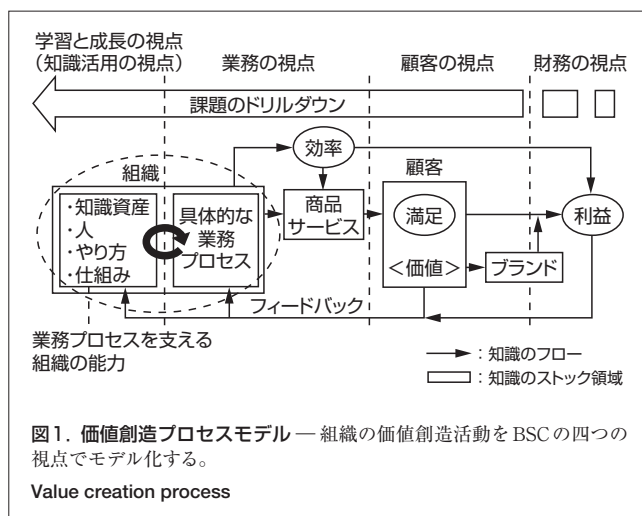 学習と成長の視点
(知識活用の視点)
業務の視点
顧客の視点
財務の視点
課題のドリルダウン
組織
・知識資産
・人
・やり方
・仕組み
具体的な
業務
プロセス
効率
商品
サービス
顧客
満足
<価値>
ブランド
利益
フィードバック
業務プロセスを支える
組織の能力
:知識のフロー
:知識のストック領域
図1. 価値創造プロセスモデル — 組織の価値創造活動をBSCの四つの
視点でモデル化する。
Value creation process